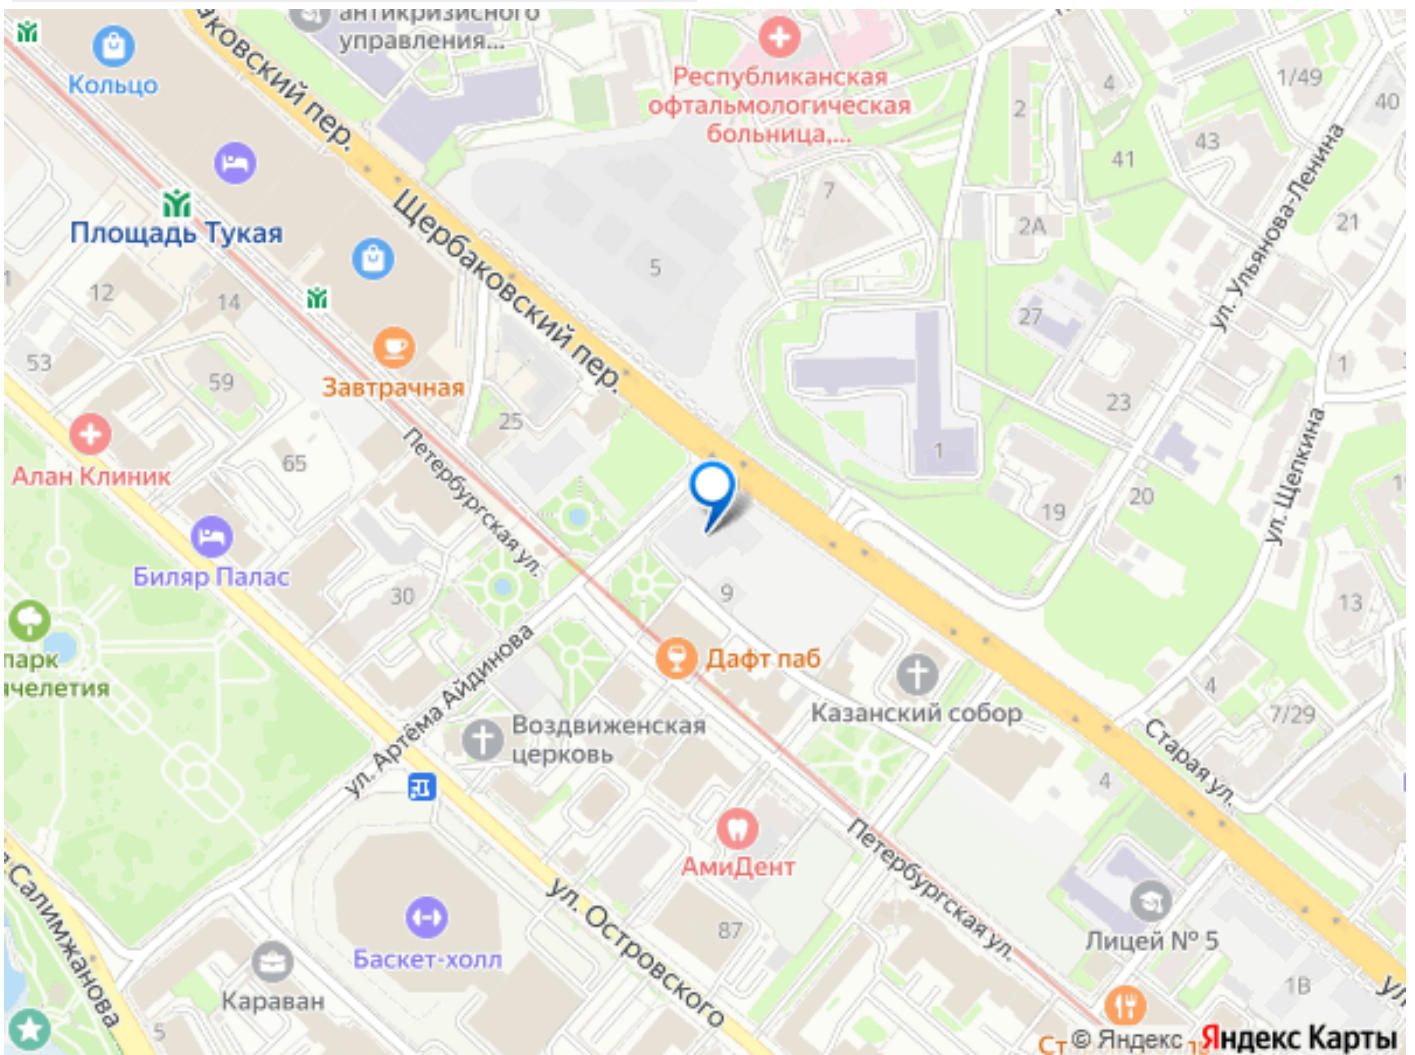 антикризисного
управления...
Кольцо
Щербаковский пер.
Республиканская
офтальмологическая
больница,...
2
4
1/49
40
41
43
7
2А
21
ул. Ульянова-Ленина
Площадь Тукая
5
12
14
27
1
53
59
Завтрачная
25
23
ул. Щепкина
Алан Клиник
65
Петербургская ул.
1
19
20
Биляр Палас
30
9
13
парк
ячелетия
Дафт паб
ул. Артёма Айдинова
Воздвиженская
церковь
Казанский собор
4
7/29
Старая ул.
4
АмиДент
Петербургская ул.
ул. Островского
87
Лицей № 5
Баскет-холл
Салимжанова
Караван
5
1В
ул
© Яндекс
Яндекс Карты